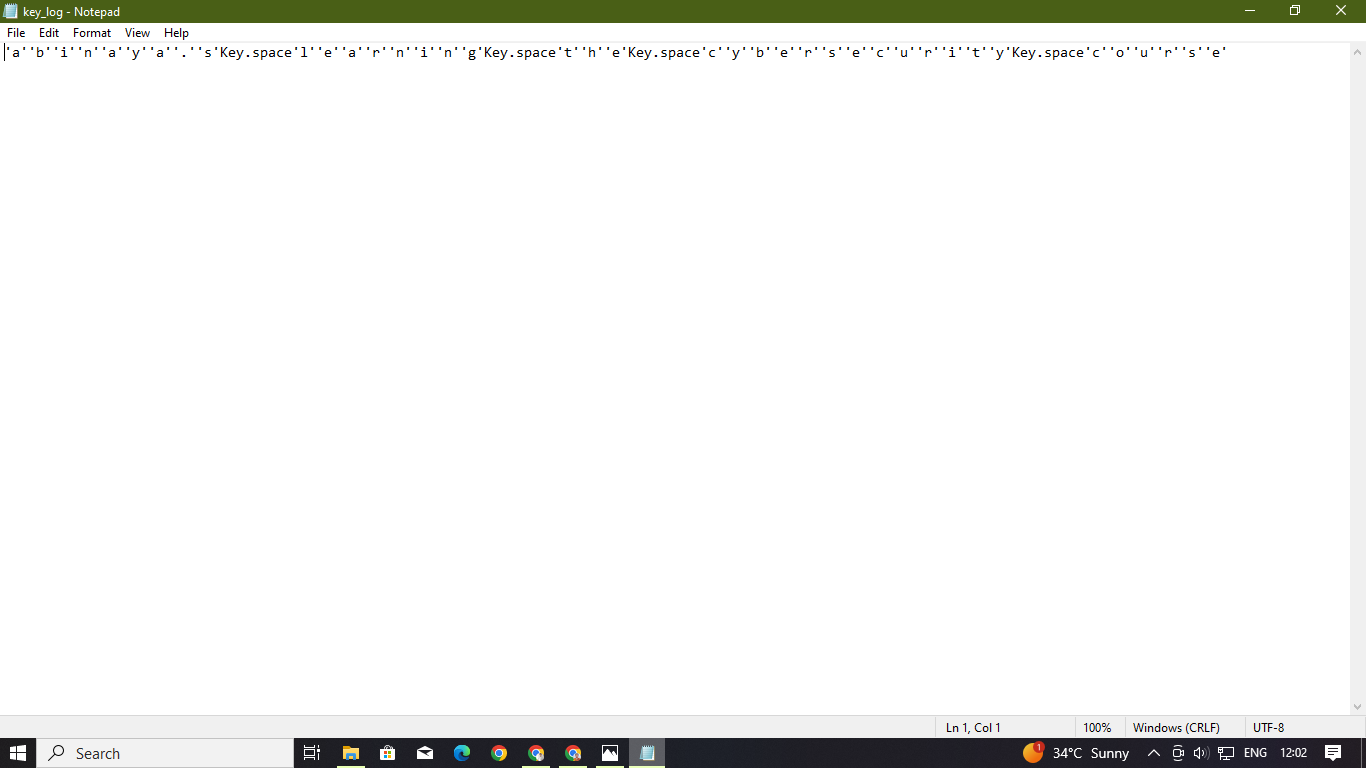 key_log - Notepad
File Edit Format View Help
'a''b''i''n''a''y''a''.''s'Key.space'l''e''a''r''n''i''n''g'Key.space't''h''e'Key.space'c''y''b''e''r''s''e''c''u''r''i''t''y'Key.space'c''o''u''r''s''e'
Ln 1, Col 1 100% Windows (CRLF) UTF-8
Search 1 34°C Sunny ENG 12:02